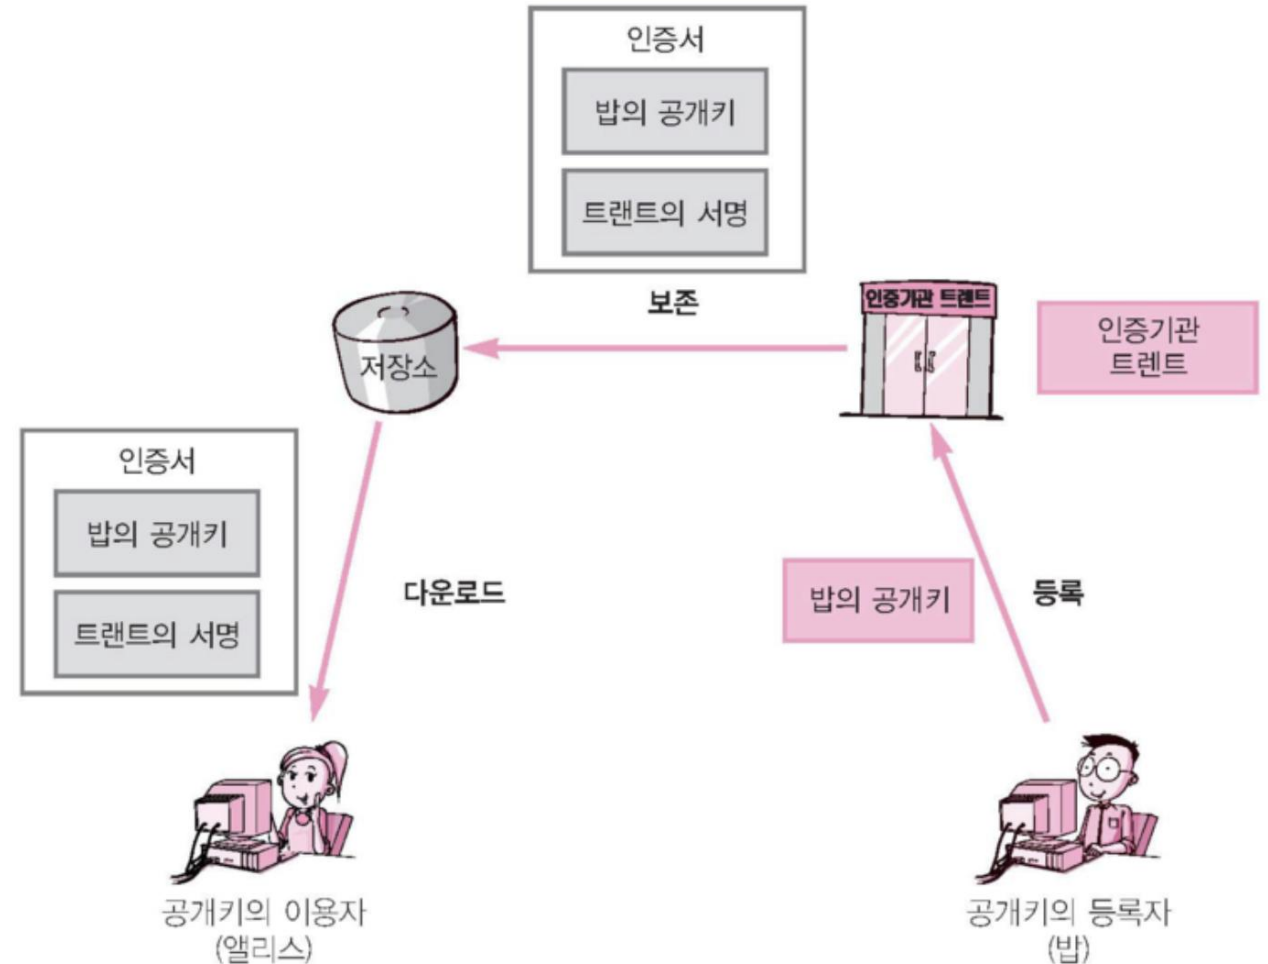 인증서
밥의 공개키
트랜트의 서명
보존
저장소
인증기관 트렌트
인증기관
트렌트
인증서
밥의 공개키
트랜트의 서명
다운로드
밥의 공개키
등록
공개키의 이용자
(앨리스)
공개키의 등록자
(밥)